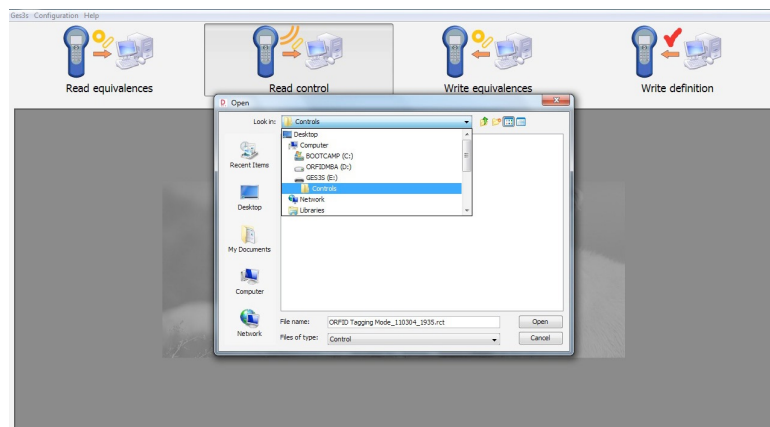 Ges3s Configuration Help
Read equivalences
Read control
Write equivalences
Write definition
Open
Look in:
Controls
Desktop
Computer
BOOTCAMP (C:)
ORFIDMBA (D:)
GES3S (E:)
Controls
Network
Libraries
Recent Items
Desktop
My Documents
Computer
Network
File name:
ORFID Tagging Mode_110304_1935.rct
Open
Files of type:
Control
Cancel